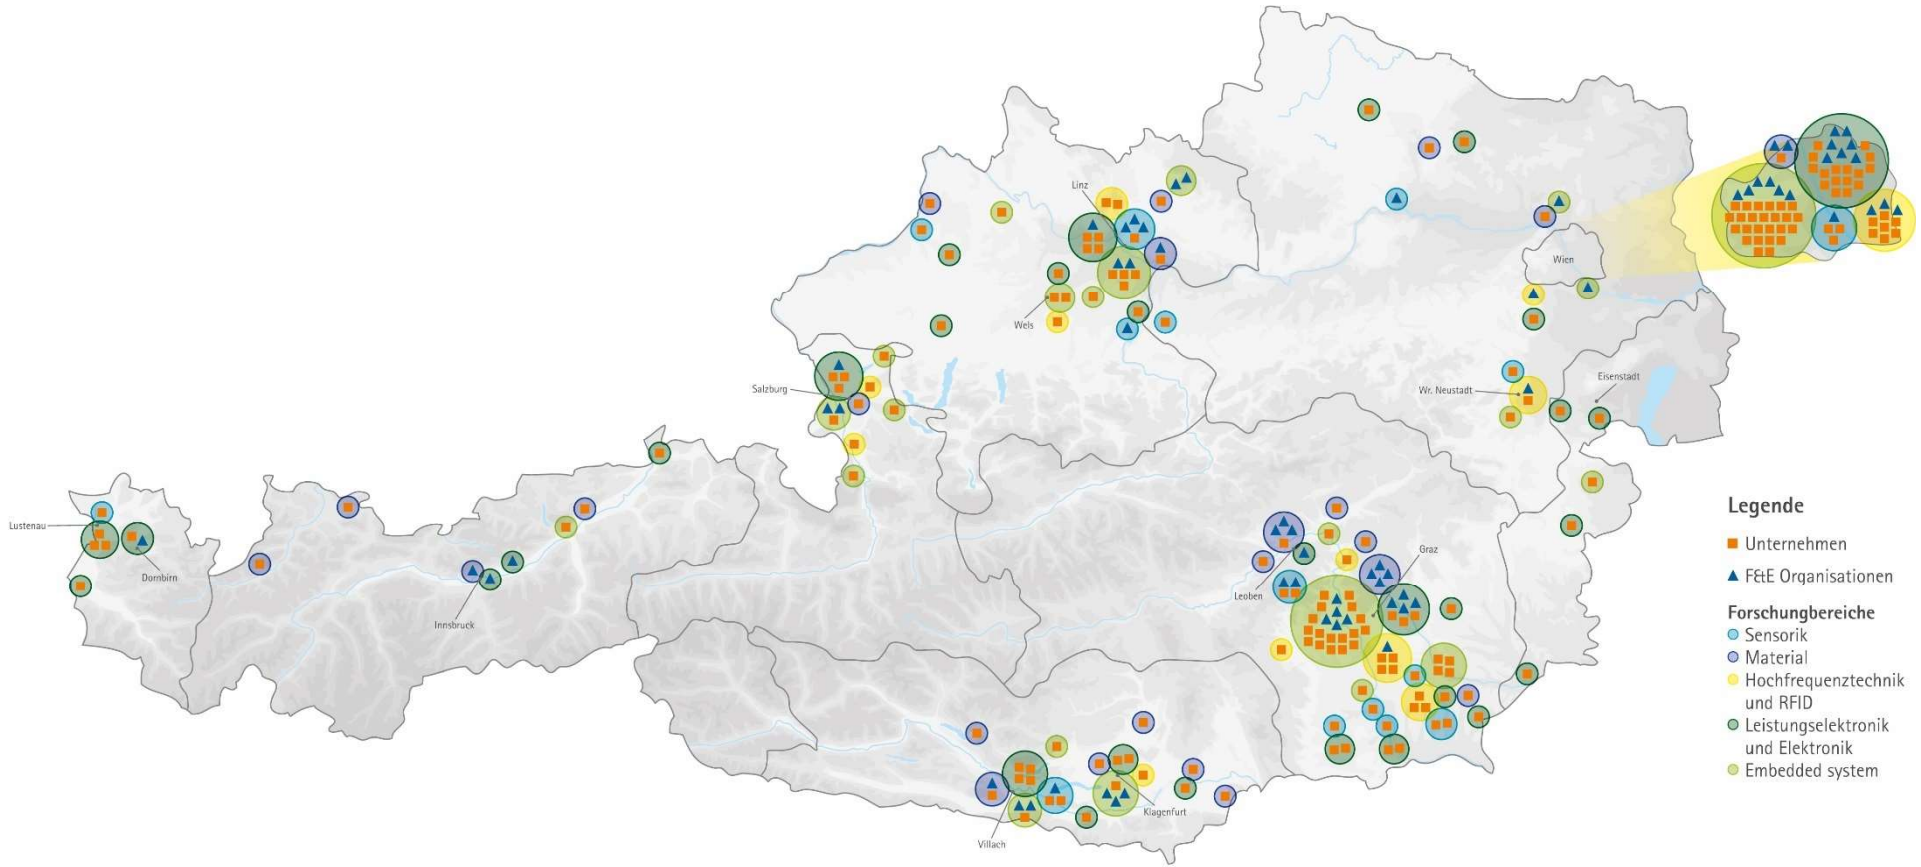 Linz
Wien
Wels
Salzburg
Wr. Neustadt
Eisenstadt
Lustenau
Dornbirn
Innsbruck
Leoben
Graz
Klagenfurt
Villach
Legende
Unternehmen
F&E Organisationen
Forschungbereiche
Sensorik
Material
Hochfrequenztechnik
und RFID
Leistungselektronik
und Elektronik
Embedded system